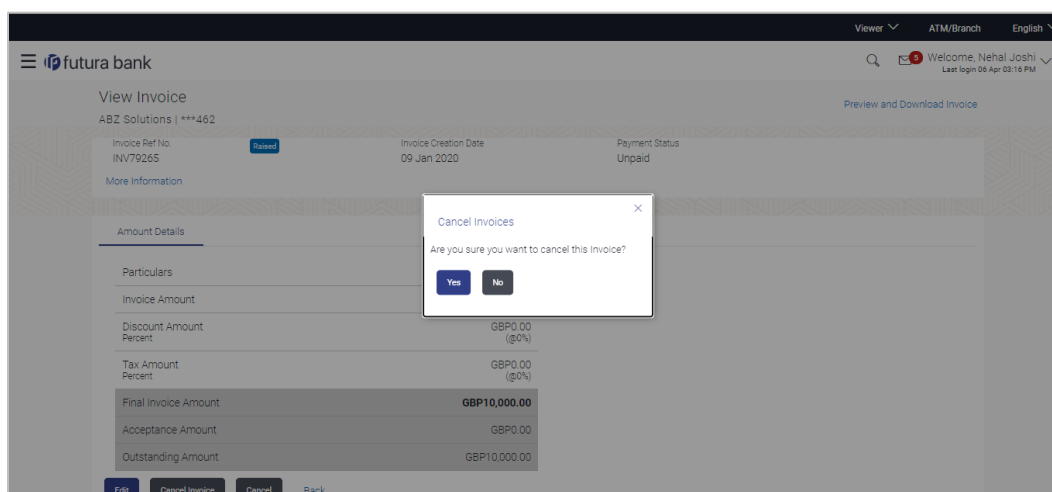 Viewer ATM/Branch English
futura bank
5 Welcome, Nehal Joshi
Last login 06 Apr 03:16 PM
View Invoice
Preview and Download Invoice
ABZ Solutions | ***462
Invoice Ref No. Raised Invoice Creation Date Payment Status
INV79265 09 Jan 2020 Unpaid
More Information
Cancel Invoices
Are you sure you want to cancel this Invoice?
Yes No
Amount Details
Particulars
Invoice Amount
Discount Amount GBP0.00
Percent (@0%)
Tax Amount GBP0.00
Percent (@0%)
Final Invoice Amount GBP10,000.00
Acceptance Amount GBP0.00
Outstanding Amount GBP10,000.00
Edit Cancel Invoice Cancel Back